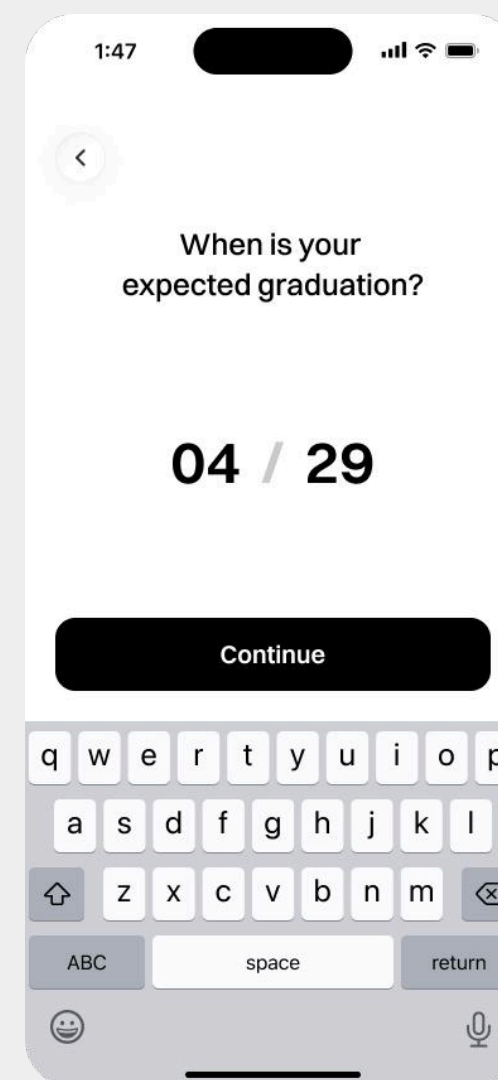 1:47
When is your
expected graduation?
04 / 29
Continue
q w e r t y u i o p
a s d f g h j k l
z x c v b n m
ABC space return